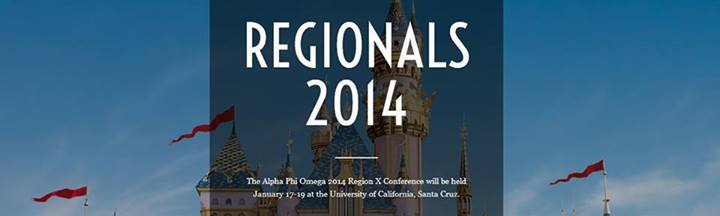 REGIONALS
2014
The Alpha Phi Omega 2014 Region X Conference will be held
January 17-19 at the University of California, Santa Cruz.